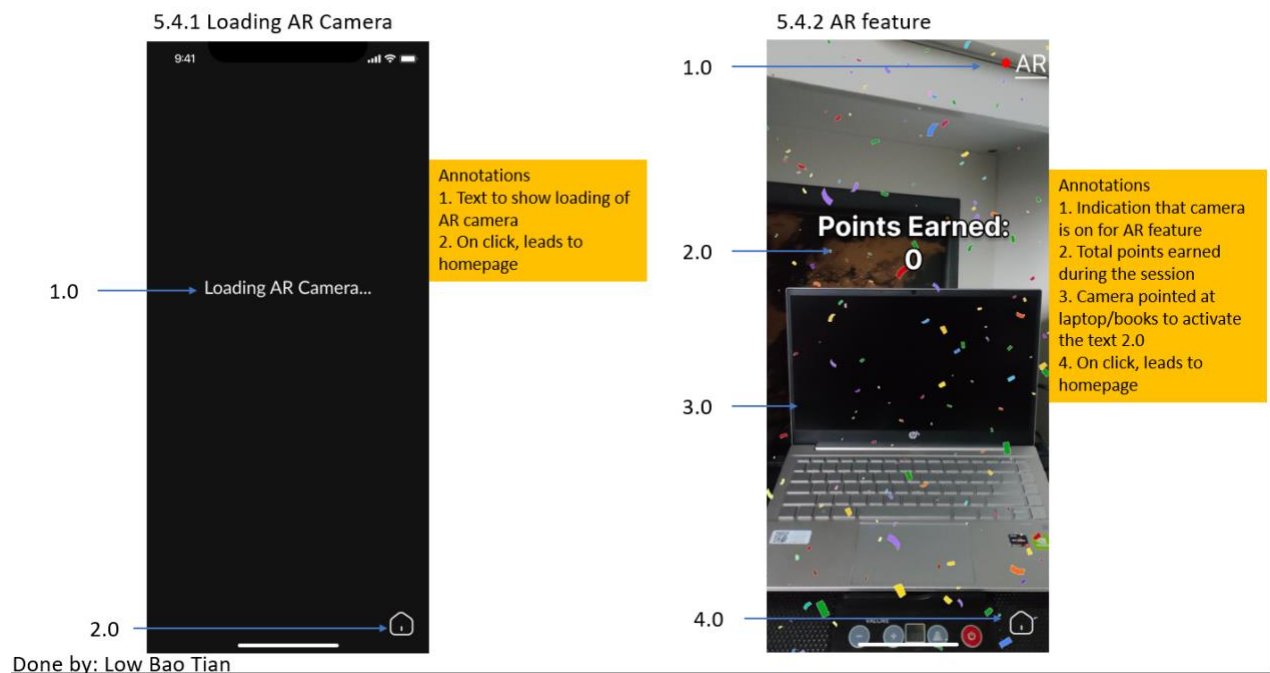 5.4.1 Loading AR Camera
9:41
1.0
Loading AR Camera...
2.0
Annotations
1. Text to show loading of
AR camera
2. On click, leads to
homepage
5.4.2 AR feature
1.0
AR
2.0
Points Earned:
0
3.0
hp
4.0
Annotations
1. Indication that camera
is on for AR feature
2. Total points earned
during the session
3. Camera pointed at
laptop/books to activate
the text 2.0
4. On click, leads to
homepage
Done by: Low Bao Tian